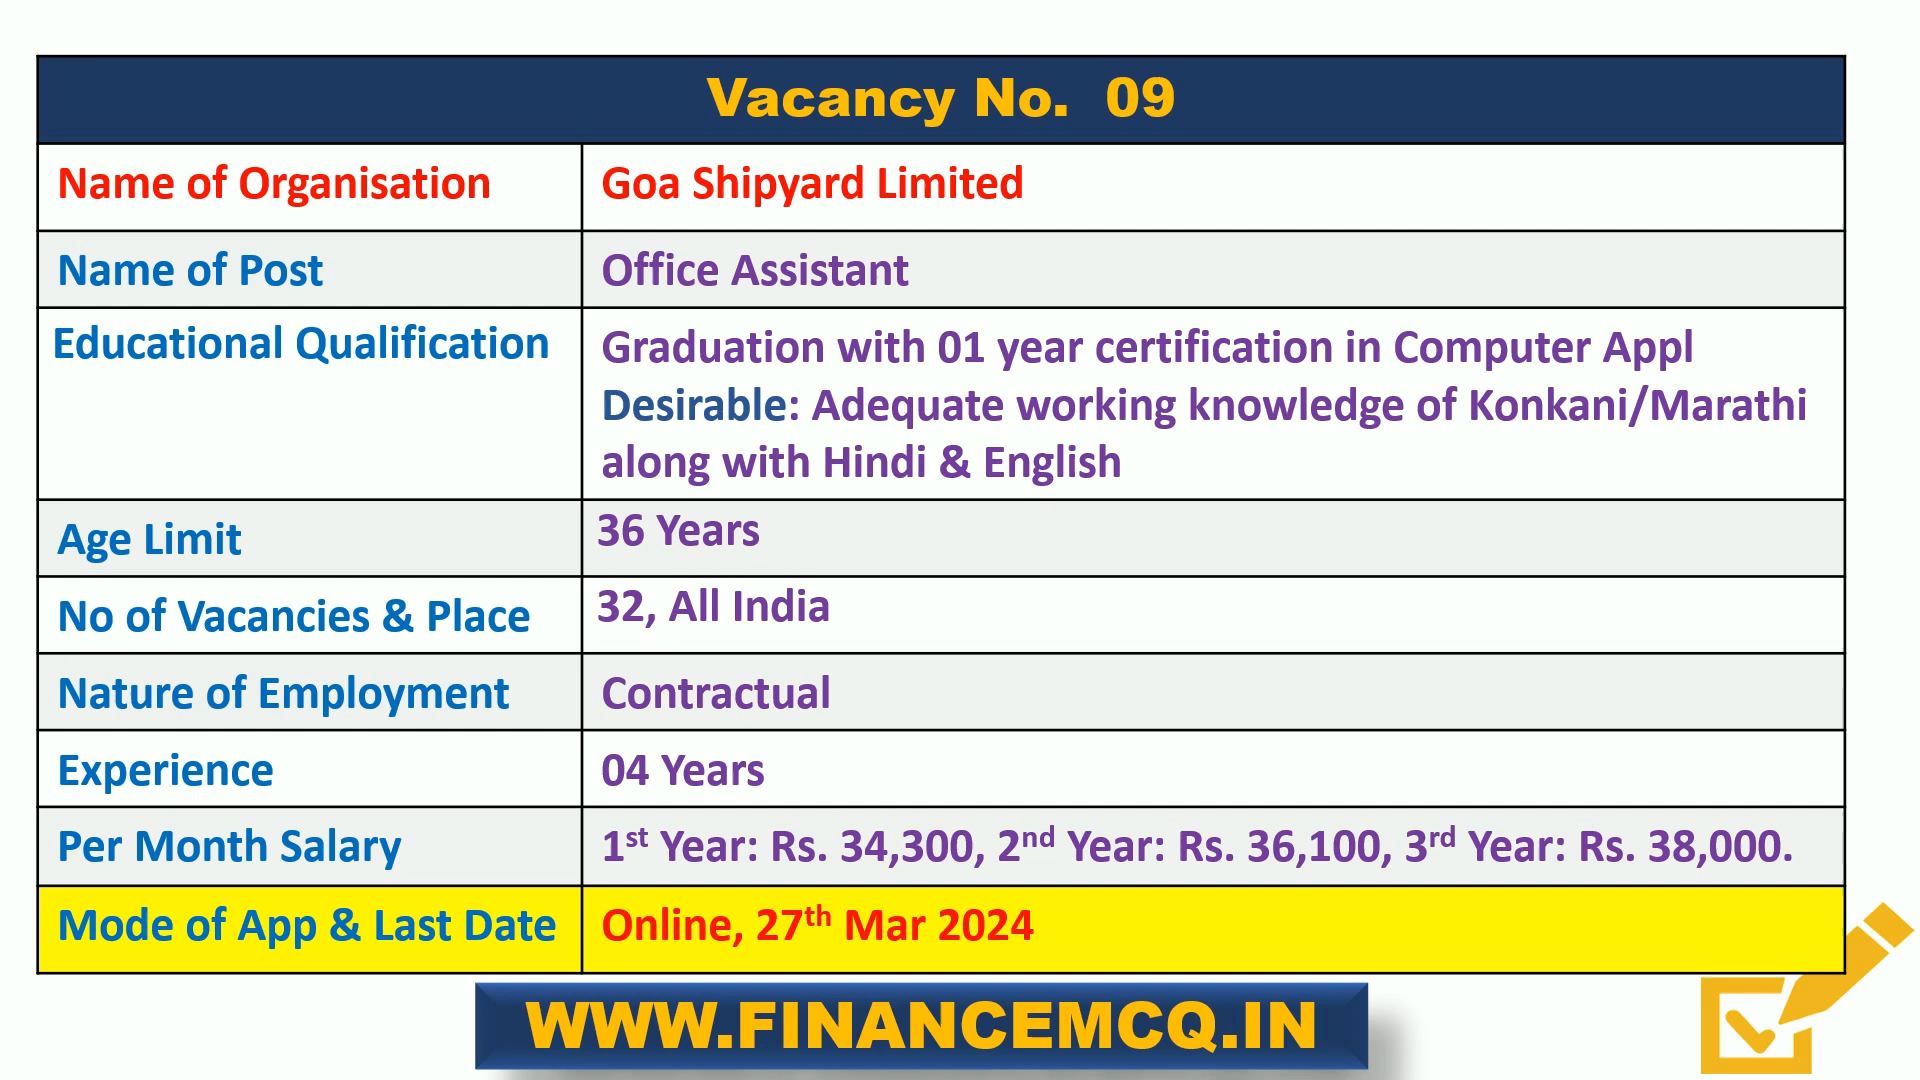 Vacancy No. 09
Name of Organisation Goa Shipyard Limited
Name of Post Office Assistant
Educational Qualification Graduation with 01 year certification in Computer Appl
Desirable: Adequate working knowledge of Konkani/Marathi
along with Hindi & English
Age Limit 36 Years
No of Vacancies & Place 32, All India
Nature of Employment Contractual
Experience 04 Years
Per Month Salary 1st Year: Rs. 34,300, 2nd Year: Rs. 36,100, 3rd Year: Rs. 38,000.
Mode of App & Last Date Online, 27th Mar 2024
WWW.FINANCEMCQ.IN